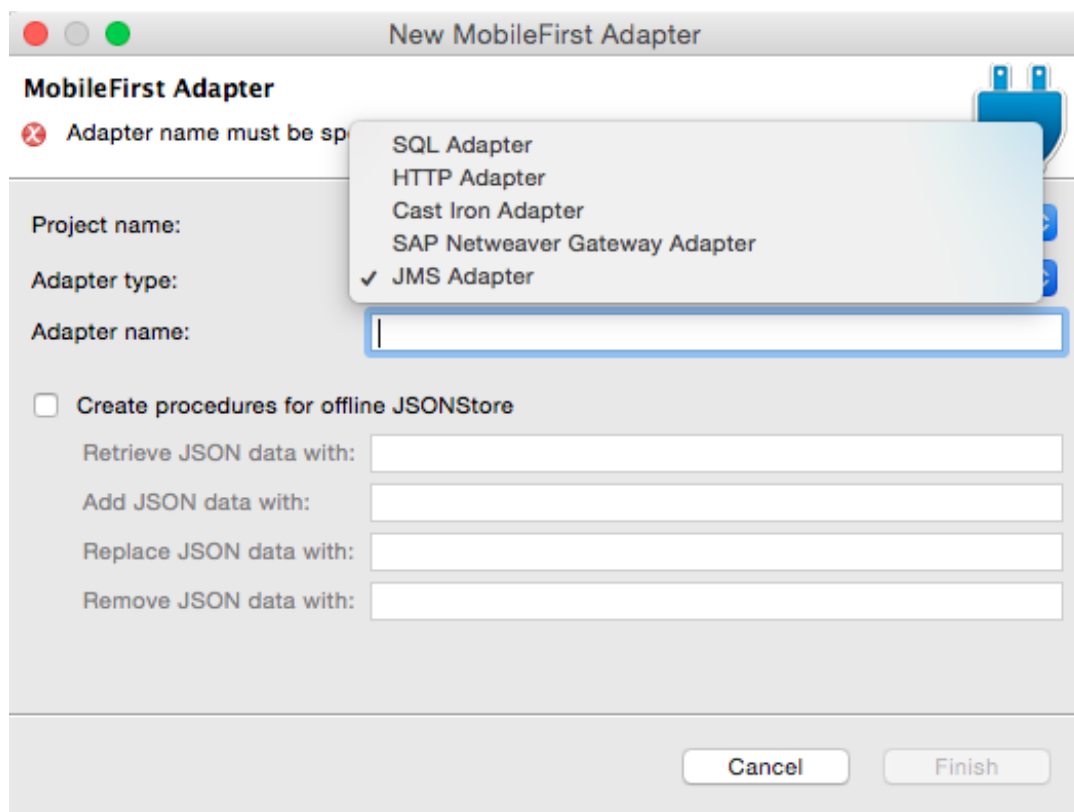 New MobileFirst Adapter
MobileFirst Adapter
Adapter name must be
SQL Adapter
HTTP Adapter
Cast Iron Adapter
SAP Netweaver Gateway Adapter
Project name:
Adapter type:
✓ JMS Adapter
Adapter name:
Create procedures for offline JSONStore
Retrieve JSON data with:
Add JSON data with:
Replace JSON data with:
Remove JSON data with:
Cancel
Finish